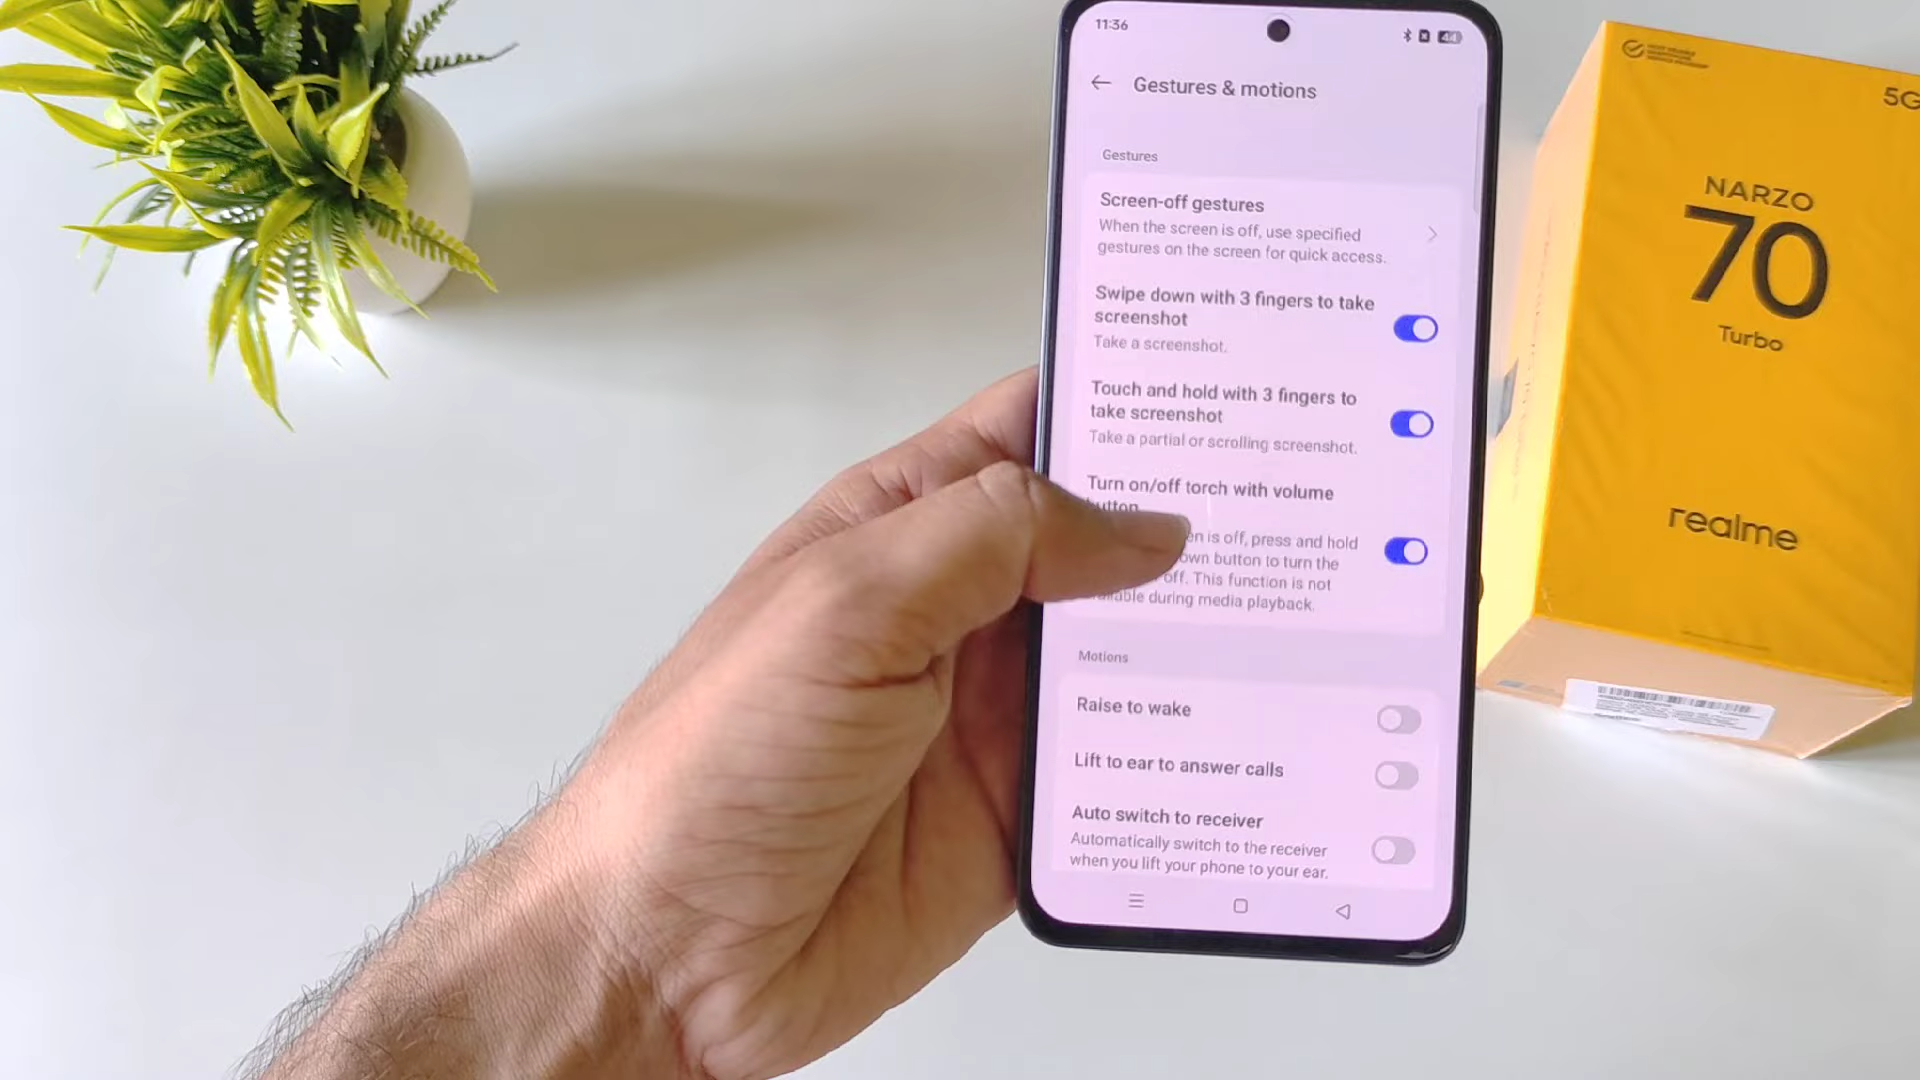 11:36
44
Gestures & motions
Gestures
Screen-off gestures
When the screen is off, use specified
gestures on the screen for quick access.
Swipe down with 3 fingers to take
screenshot
Take a screenshot.
Touch and hold with 3 fingers to
take screenshot
Take a partial or scrolling screenshot.
Turn on/off torch with volume
button
is off, press and hold
button to turn the
off. This function is not
during media playback.
Motions
Raise to wake
Lift to ear to answer calls
Auto switch to receiver
Automatically switch to the receiver
when you lift your phone to your ear.
5G
NARZO
70
Turbo
realme